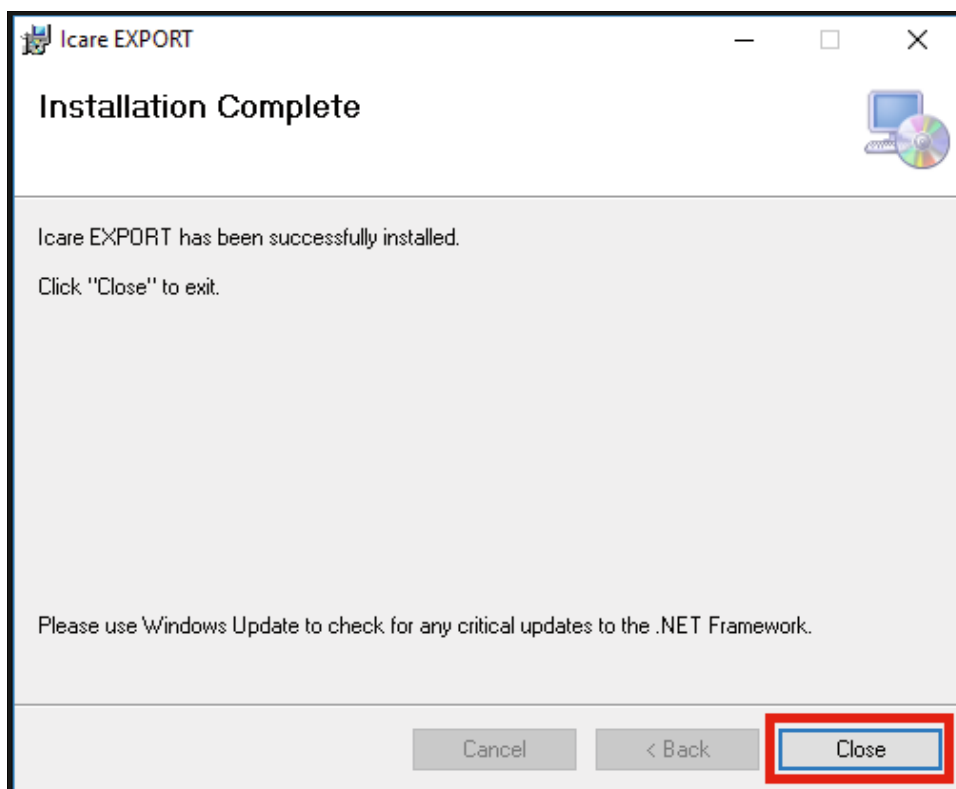 Icare EXPORT
Installation Complete
Icare EXPORT has been successfully installed.
Click "Close" to exit.
Please use Windows Update to check for any critical updates to the .NET Framework.
Cancel
< Back
Close